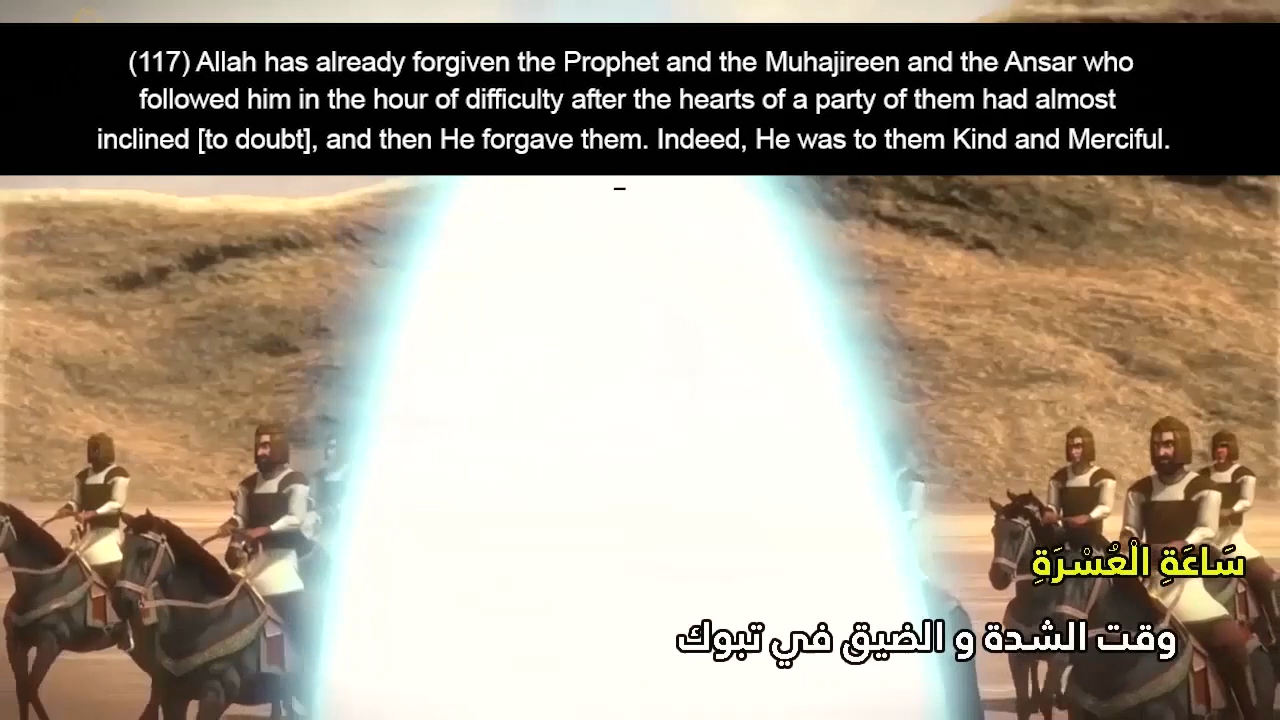 (117) Allah has already forgiven the Prophet and the Muhajireen and the Ansar who
followed him in the hour of difficulty after the hearts of a party of them had almost
inclined [to doubt], and then He forgave them. Indeed, He was to them Kind and Merciful.
سَاعَةِ الْعُسْرَةِ
وقت الشدة و الضيق في تبوك